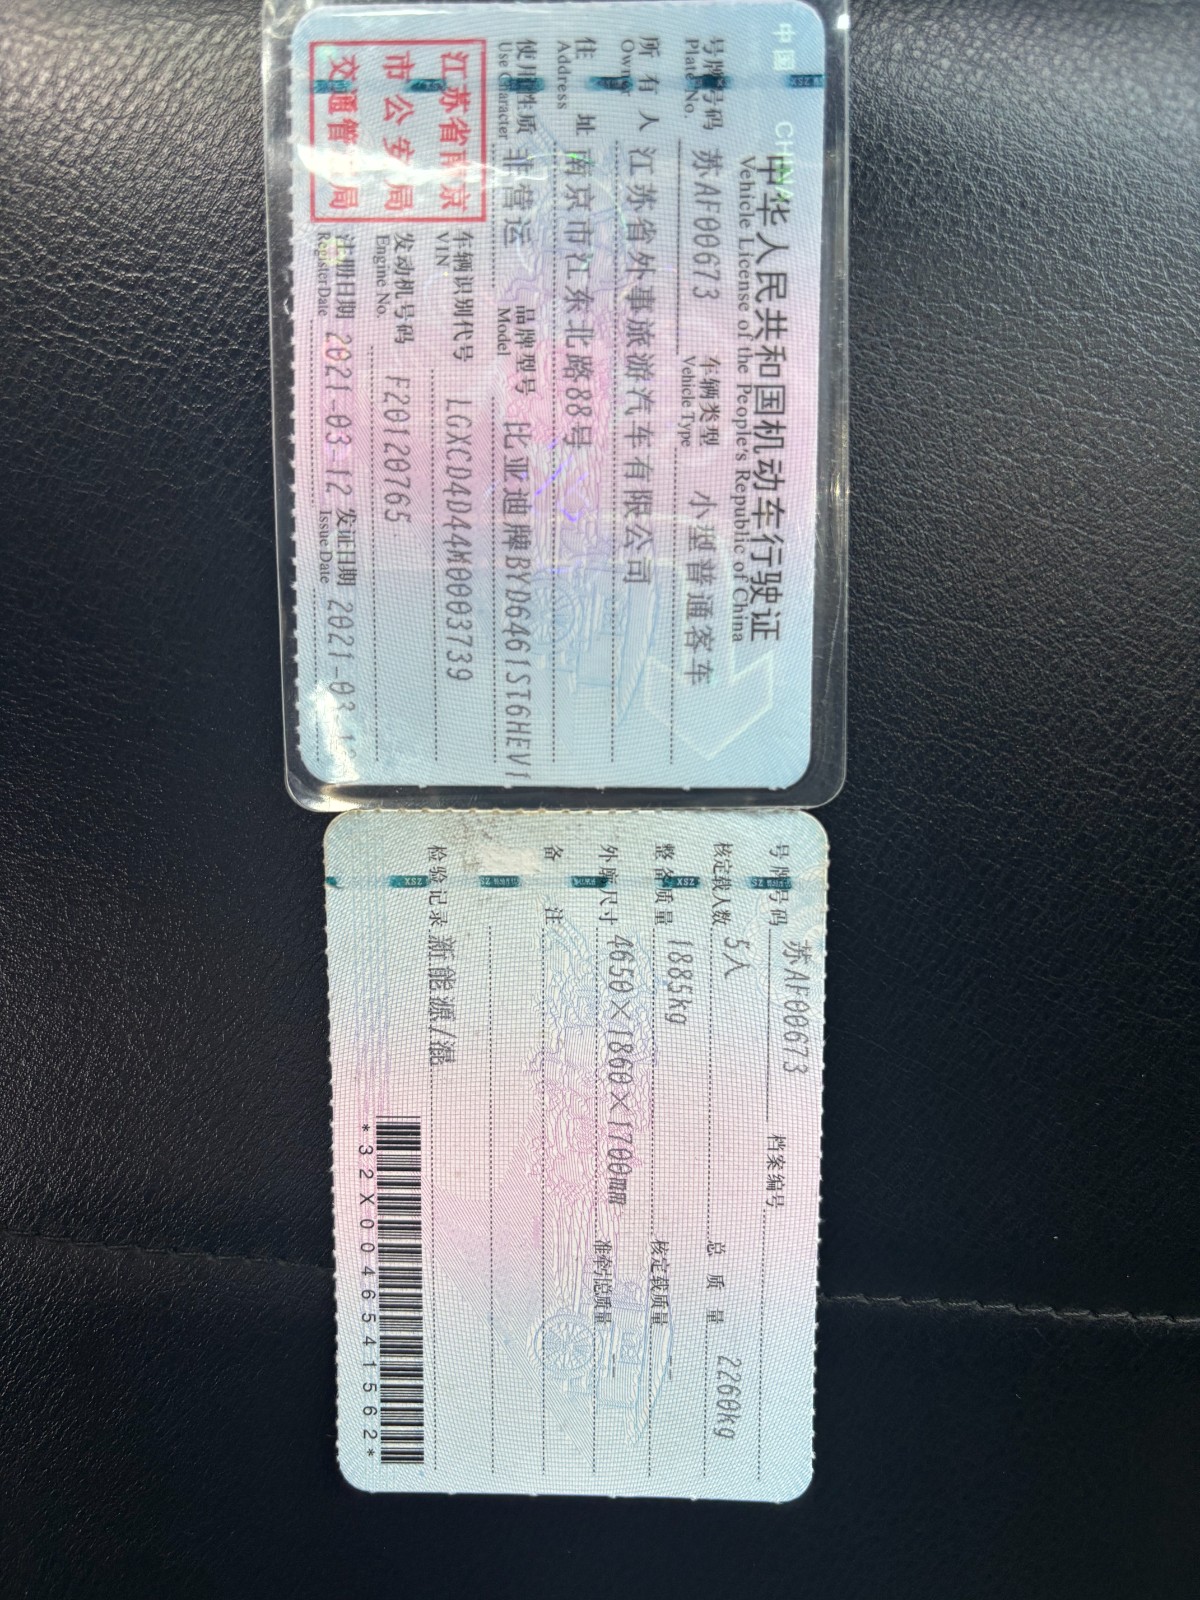 中国 CHINA
中华人民共和国机动车行驶证
Vehicle License of the People's Republic of China
号牌号码 苏AF00673 车辆类型 小型普通客车
Plate No. Vehicle Type
所有人 江苏省外事旅游汽车有限公司
Owner
住址 南京市江东北路88号
Address
使用性质 非营运 品牌型号 比亚迪牌BYD6461ST6HEV1
Use Character Model
江苏省南京
市公安局
交通管 局
车辆识别代号 LGXCD4D44M0003739
VIN
发动机号码 F20120765
Engine No.
注册日期 2021-03-12 发证日期 2021-03-1
Register Date Issue Date
号牌号码 苏AF00673 档案编号
核定载人数 5人 总质量 2260kg
整备质量 1885kg 核定载质量 --
外廓尺寸 4650×1860×1700mm 准牵引总质量 --
备注
检验记录 新能源/混
*32X0046541562*